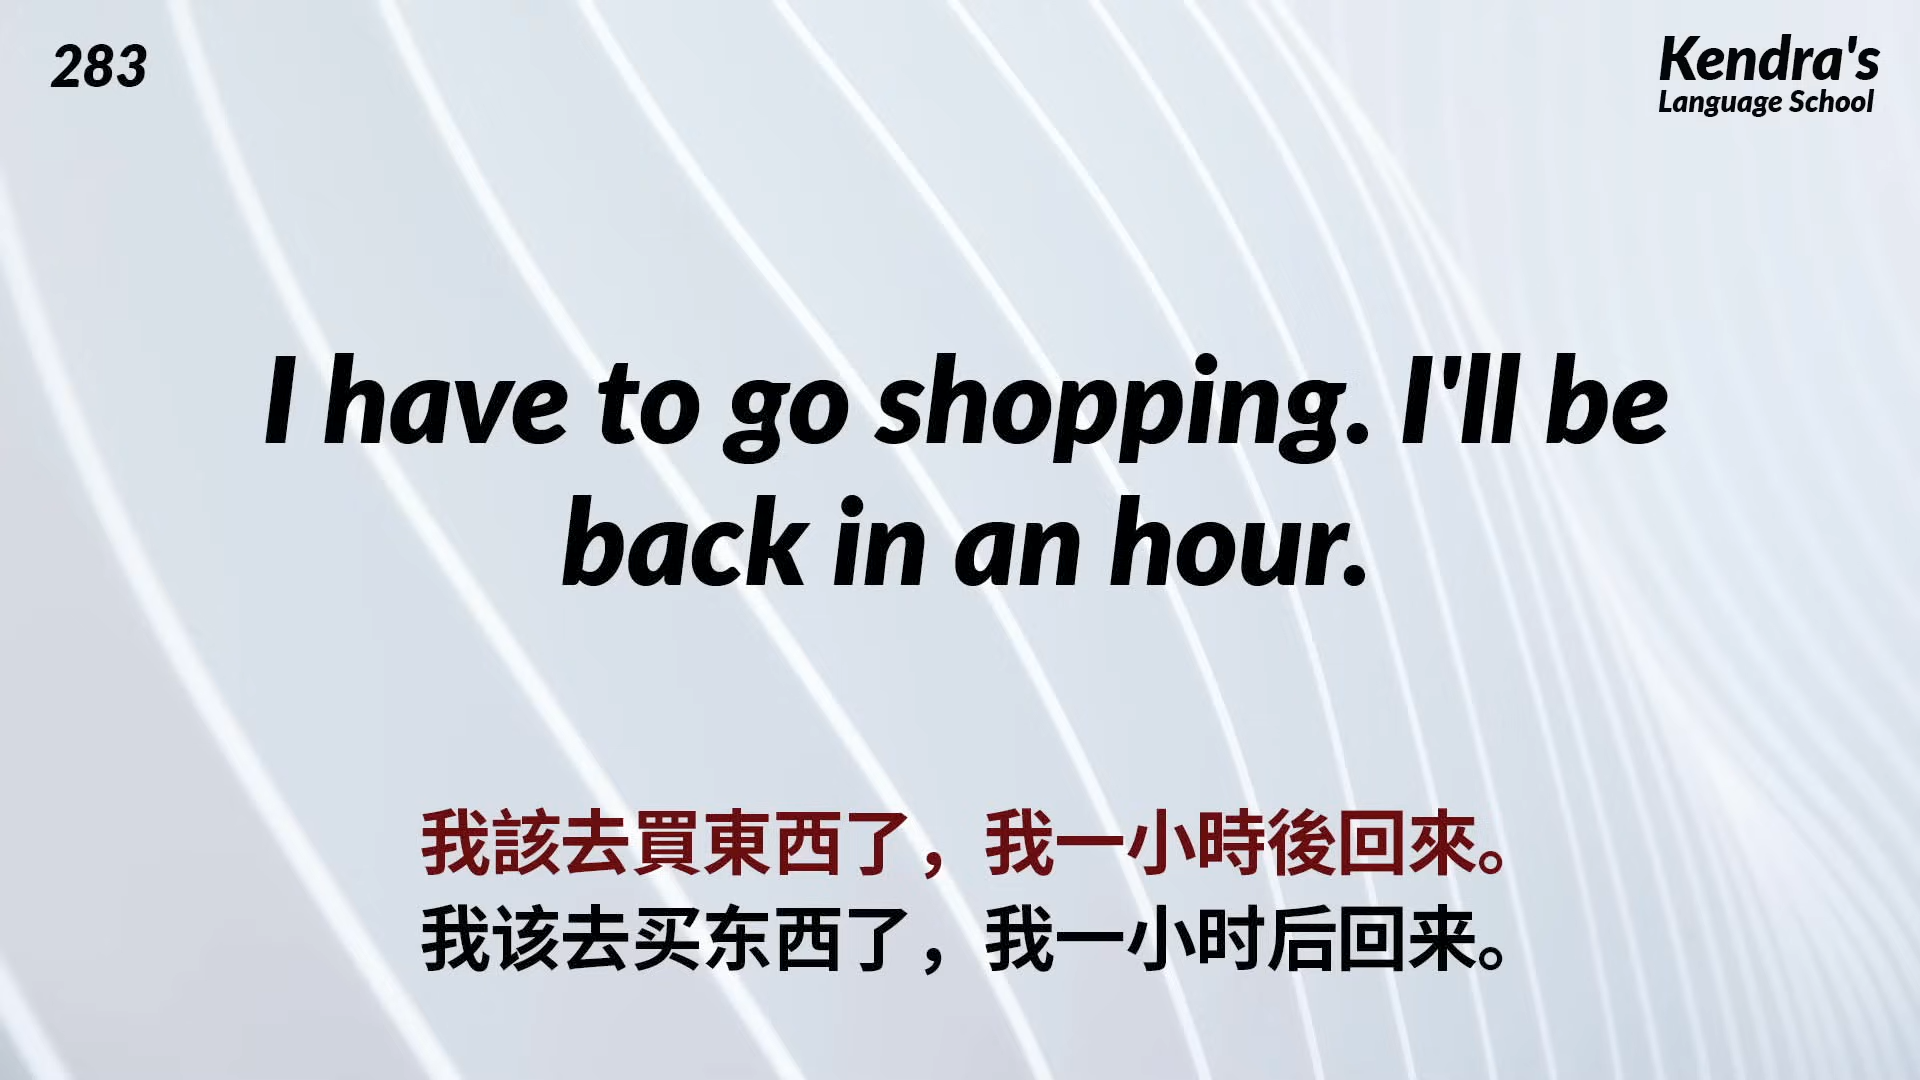 283
Kendra's
Language School
I have to go shopping. I'll be
back in an hour.
我該去買東西了，我一小時後回來。
我该去买东西了，我一小时后回来。